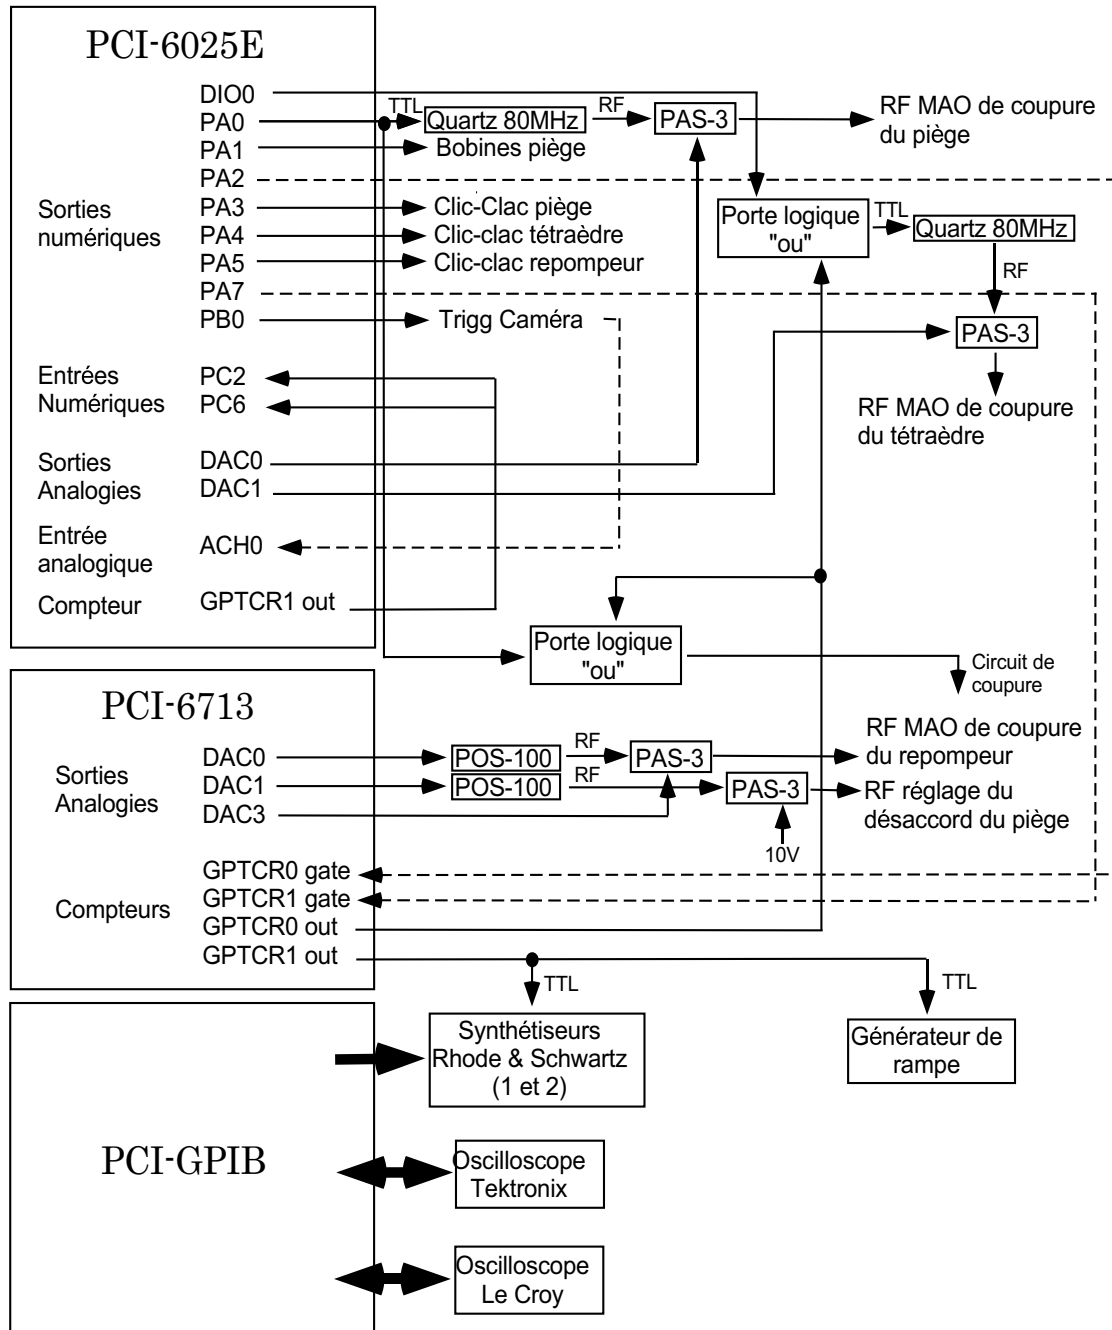 PCI-6025E
DIO0
PA0
TTL
Quartz 80MHz
RF
PAS-3
RF MAO de coupure
du piège
PA1
Bobines piège
PA2
Sorties
numériques
PA3
Clic-Clac piège
PA4
Clic-clac tétraèdre
PA5
Clic-clac repompeur
Porte logique
"ou"
TTL
Quartz 80MHz
RF
PA7
PB0
Trigg Caméra
PAS-3
RF MAO de coupure
du tétraèdre
Entrées
Numériques
PC2
PC6
Sorties
Analogies
DAC0
DAC1
Entrée
analogique
ACH0
Compteur
GPTCR1 out
Porte logique
"ou"
Circuit de
coupure
PCI-6713
Sorties
Analogies
DAC0
POS-100
RF
PAS-3
RF MAO de coupure
du repompeur
DAC1
POS-100
RF
PAS-3
RF réglage du
désaccord du piège
DAC3
10V
Compteurs
GPTCR0 gate
GPTCR1 gate
GPTCR0 out
GPTCR1 out
TTL
TTL
Synthétiseurs
Rhode & Schwartz
(1 et 2)
Générateur de
rampe
PCI-GPIB
Oscilloscope
Tektronix
Oscilloscope
Le Croy